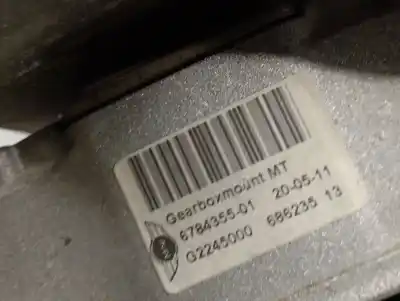 Gearboxmount MT
6784355-01 20-05-11
G2245000 686235 13